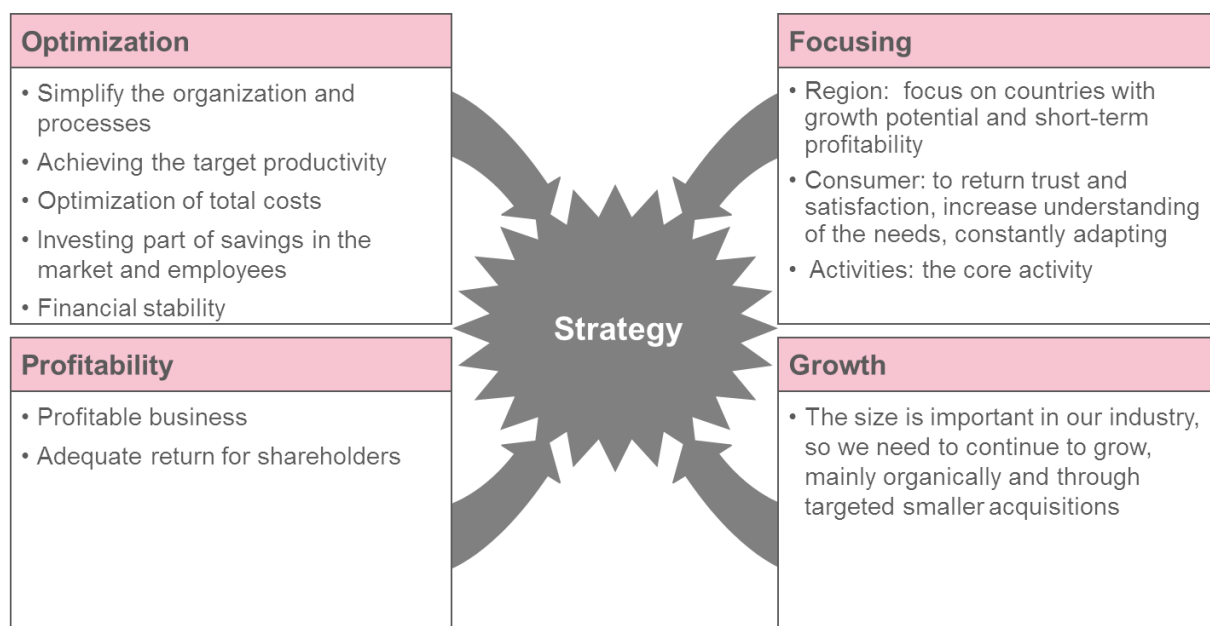 Optimization
• Simplify the organization and
processes
• Achieving the target productivity
• Optimization of total costs
• Investing part of savings in the
market and employees
• Financial stability
Focusing
• Region:  focus on countries with
growth potential and short-term
profitability
• Consumer: to return trust and
satisfaction, increase understanding
of the needs, constantly adapting
• Activities: the core activity
Strategy
Profitability
• Profitable business
• Adequate return for shareholders
Growth
• The size is important in our industry,
so we need to continue to grow,
mainly organically and through
targeted smaller acquisitions